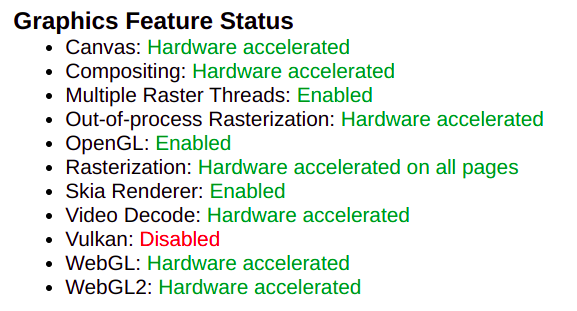 Graphics Feature Status
Canvas: Hardware accelerated
Compositing: Hardware accelerated
Multiple Raster Threads: Enabled
Out-of-process Rasterization: Hardware accelerated
OpenGL: Enabled
Rasterization: Hardware accelerated on all pages
Skia Renderer: Enabled
Video Decode: Hardware accelerated
Vulkan: Disabled
WebGL: Hardware accelerated
WebGL2: Hardware accelerated